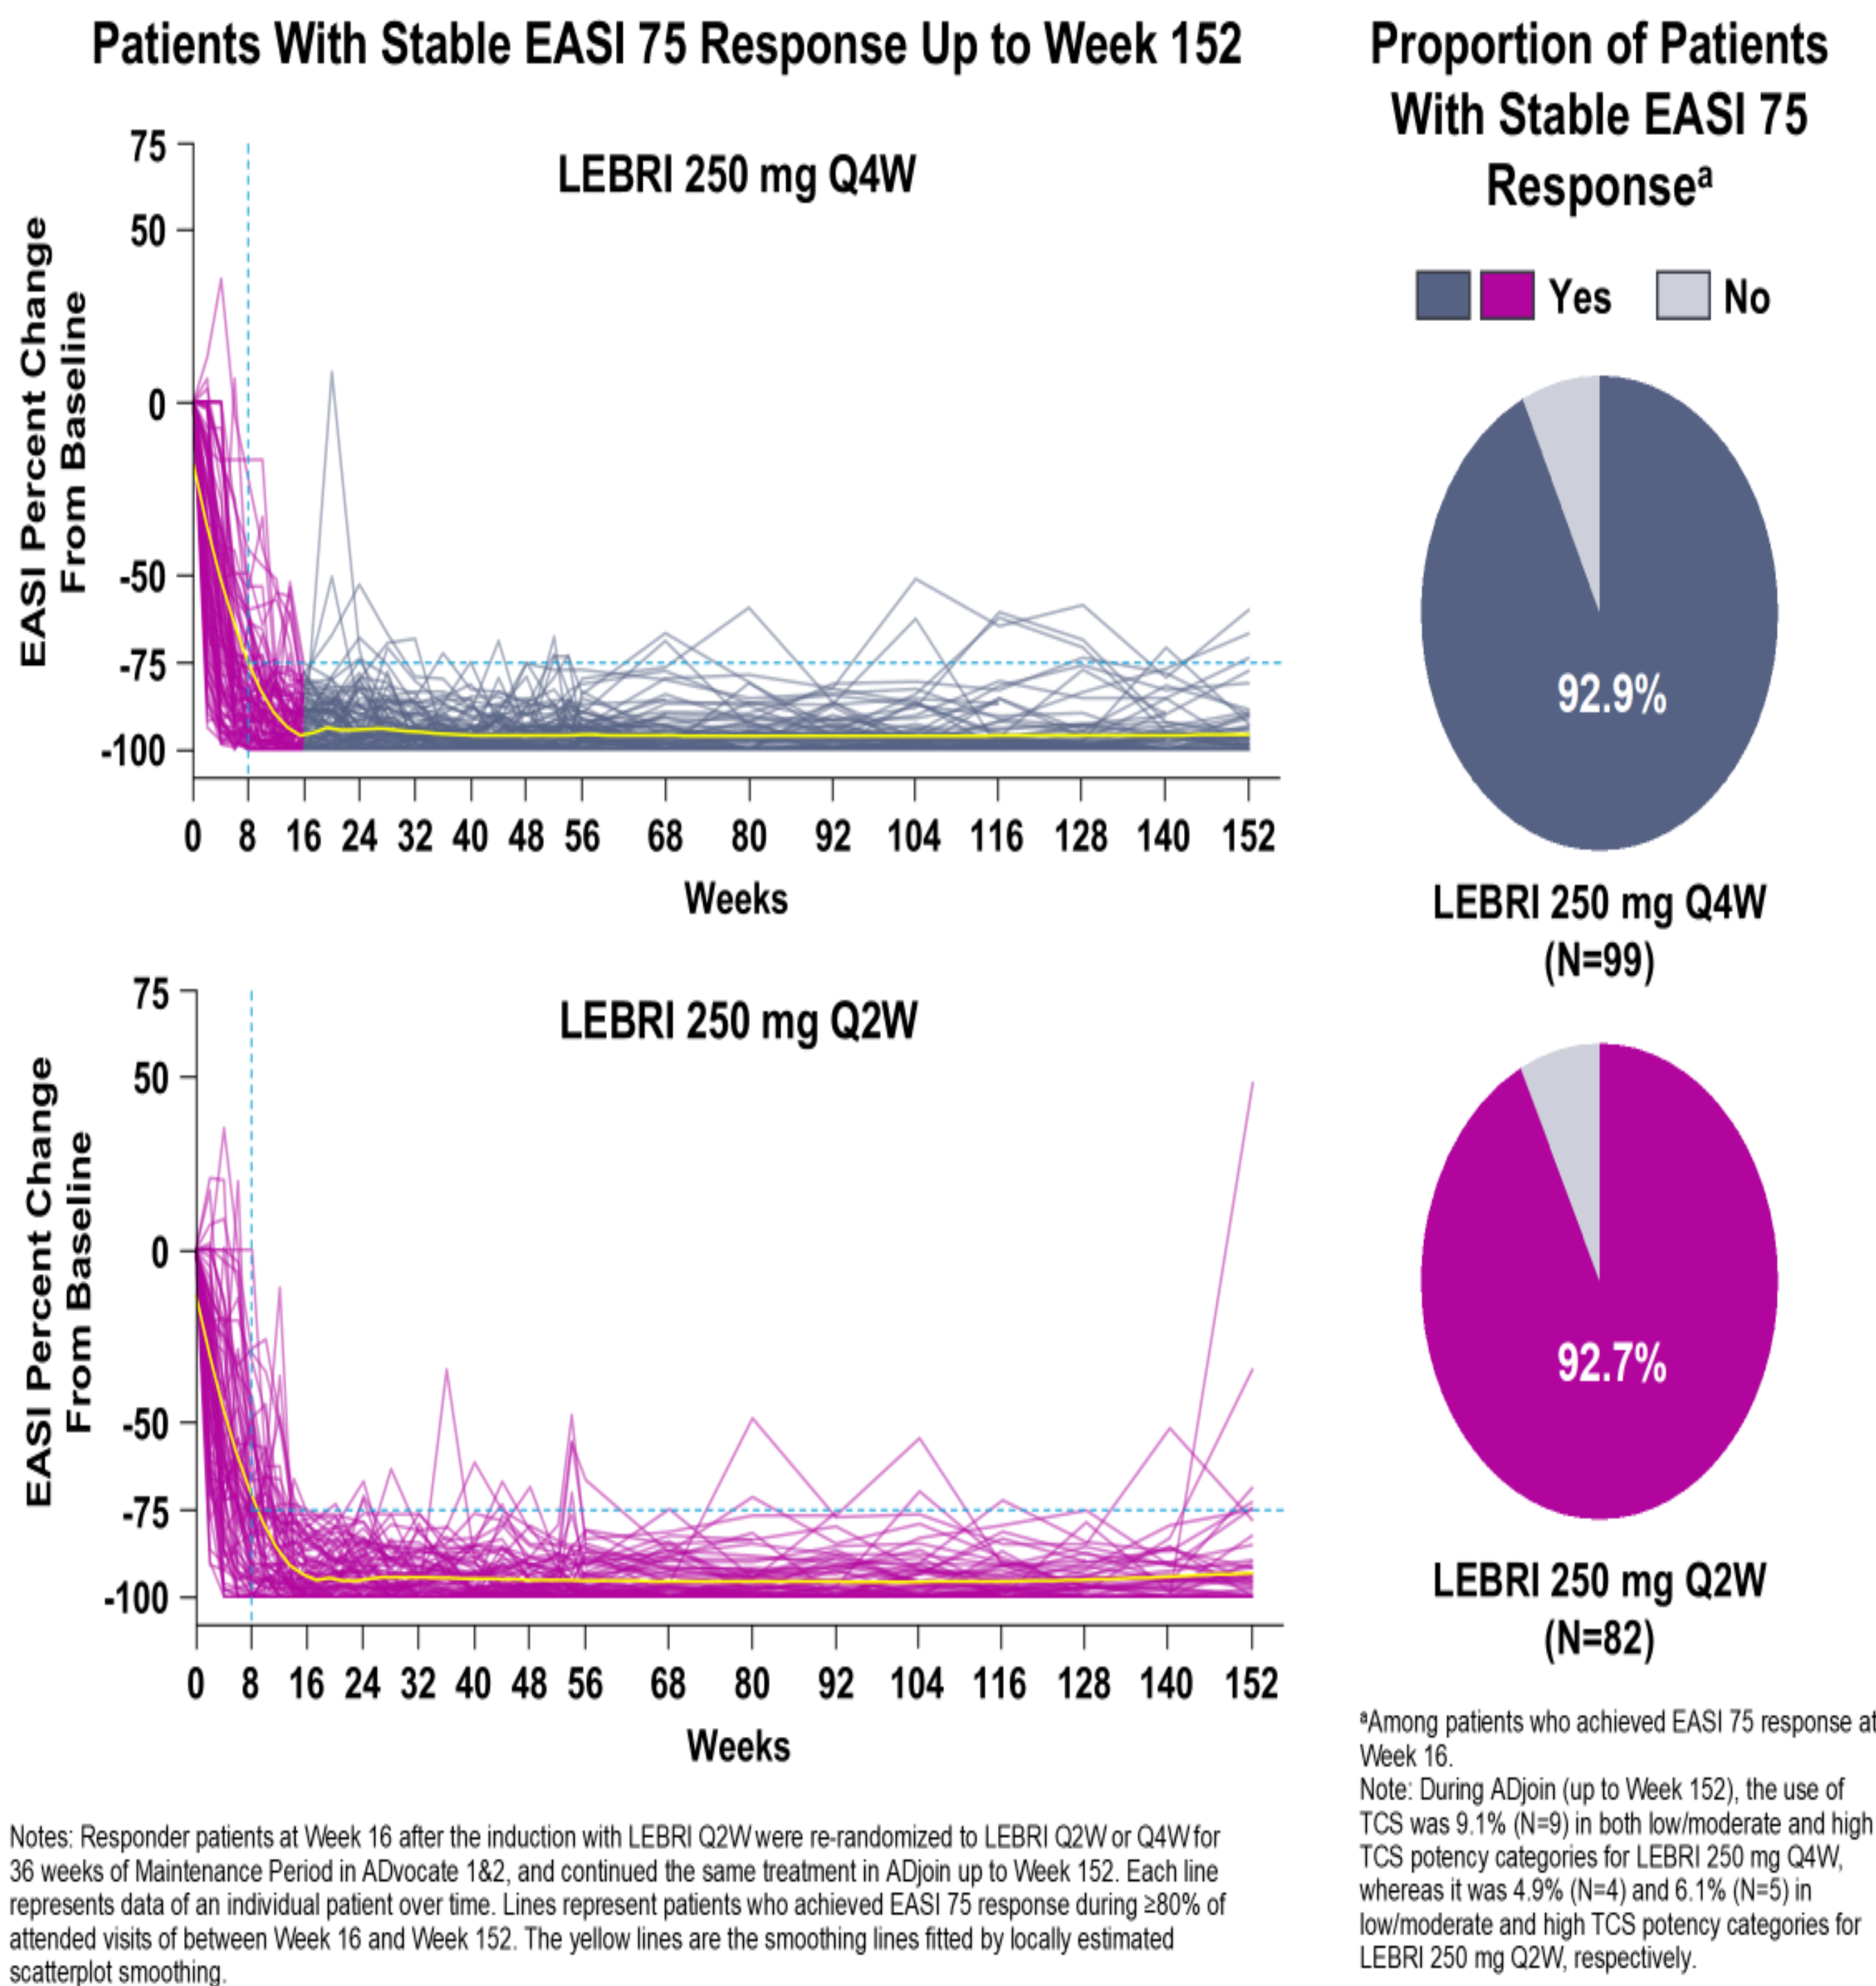 Patients With Stable EASI 75 Response Up to Week 152
LEBRI 250 mg Q4W
EASI Percent Change
From Baseline
75
50
0
-50
-75
-100
0 8 16 24 32 40 48 56 68 80 92 104 116 128 140 152
Weeks
LEBRI 250 mg Q2W
EASI Percent Change
From Baseline
75
50
0
-50
-75
-100
0 8 16 24 32 40 48 56 68 80 92 104 116 128 140 152
Weeks
Notes: Responder patients at Week 16 after the induction with LEBRI Q2W were re-randomized to LEBRI Q2W or Q4W for
36 weeks of Maintenance Period in ADvocate 1&2, and continued the same treatment in ADjoin up to Week 152. Each line
represents data of an individual patient over time. Lines represent patients who achieved EASI 75 response during ≥80% of
attended visits of between Week 16 and Week 152. The yellow lines are the smoothing lines fitted by locally estimated
scatterplot smoothing.
Proportion of Patients
With Stable EASI 75
Responseᵃ
Yes No
92.9%
LEBRI 250 mg Q4W
(N=99)
92.7%
LEBRI 250 mg Q2W
(N=82)
ᵃAmong patients who achieved EASI 75 response at
Week 16.
Note: During ADjoin (up to Week 152), the use of
TCS was 9.1% (N=9) in both low/moderate and high
TCS potency categories for LEBRI 250 mg Q4W,
whereas it was 4.9% (N=4) and 6.1% (N=5) in
low/moderate and high TCS potency categories for
LEBRI 250 mg Q2W, respectively.